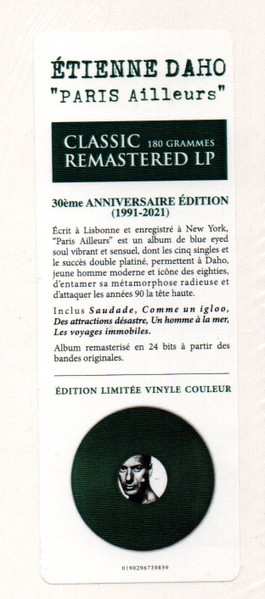 ÉTIENNE DAHO
"PARIS Ailleurs"
CLASSIC 180 GRAMMES
REMASTERED LP
30ème ANNIVERSAIRE ÉDITION
(1991-2021)
Écrit à Lisbonne et enregistré à New York,
"Paris Ailleurs" est un album de blue eyed
soul vibrant et sensuel, dont les cinq singles et
le succès double platiné, permettent à Daho,
jeune homme moderne et icône des eighties,
d'entamer sa métamorphose radieuse et
d'attaquer les années 90 la tête haute.
Inclus Saudade, Comme un igloo,
Des attractions désastre, Un homme à la mer,
Les voyages immobiles.
Album remasterisé en 24 bits à partir des
bandes originales.
ÉDITION LIMITÉE VINYLE COULEUR
0190296730830